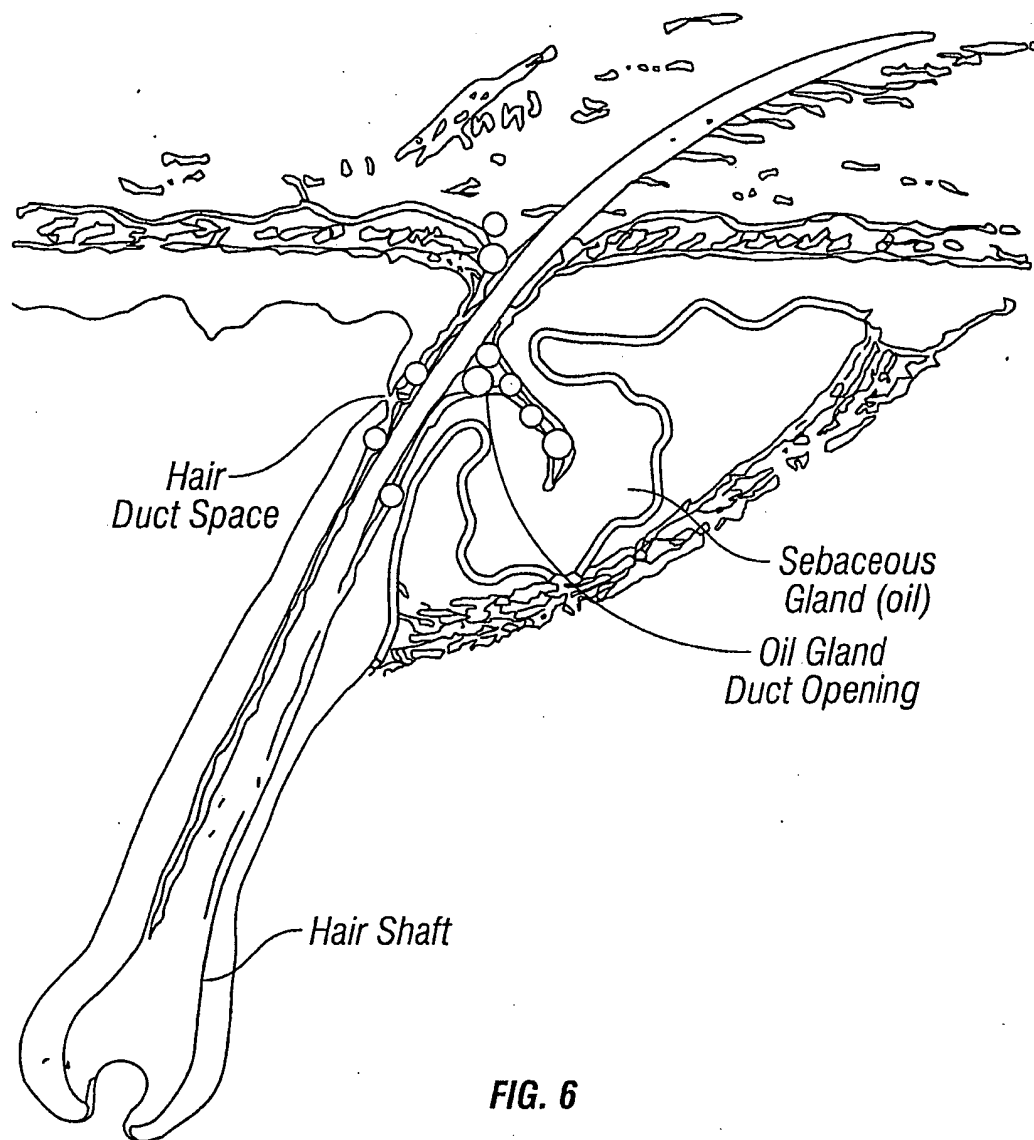 Hair
Duct Space
Sebaceous
Gland (oil)
Oil Gland
Duct Opening
Hair Shaft
FIG. 6